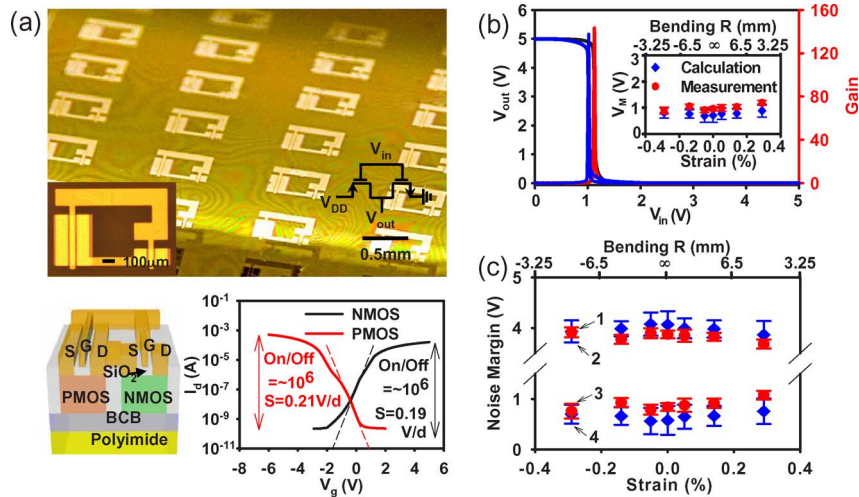 (a)
V_in
V_DD
V_out
100μm
0.5mm
S G D
S G D
SiO2
PMOS
NMOS
BCB
Polyimide
I_d (A)
10^-1
10^-3
10^-5
10^-7
10^-9
10^-11
NMOS
PMOS
On/Off
=~10^6
S=0.21V/d
On/Off
=~10^6
S=0.19
V/d
-6 -4 -2 0 2 4 6
V_g (V)
(b)
V_out (V)
6
5
4
3
2
1
0
0 1 2 3 4 5
V_in (V)
160
120
80
40
0
Gain
Bending R (mm)
-3.25 -6.5 ∞ 6.5 3.25
V_M (V)
3
2
1
0
Calculation
Measurement
-0.4 -0.2 0.0 0.2 0.4
Strain (%)
(c)
Bending R (mm)
-3.25 -6.5 ∞ 6.5 3.25
Noise Margin (V)
5
4
1
0
1
2
3
4
-0.4 -0.2 0.0 0.2 0.4
Strain (%)